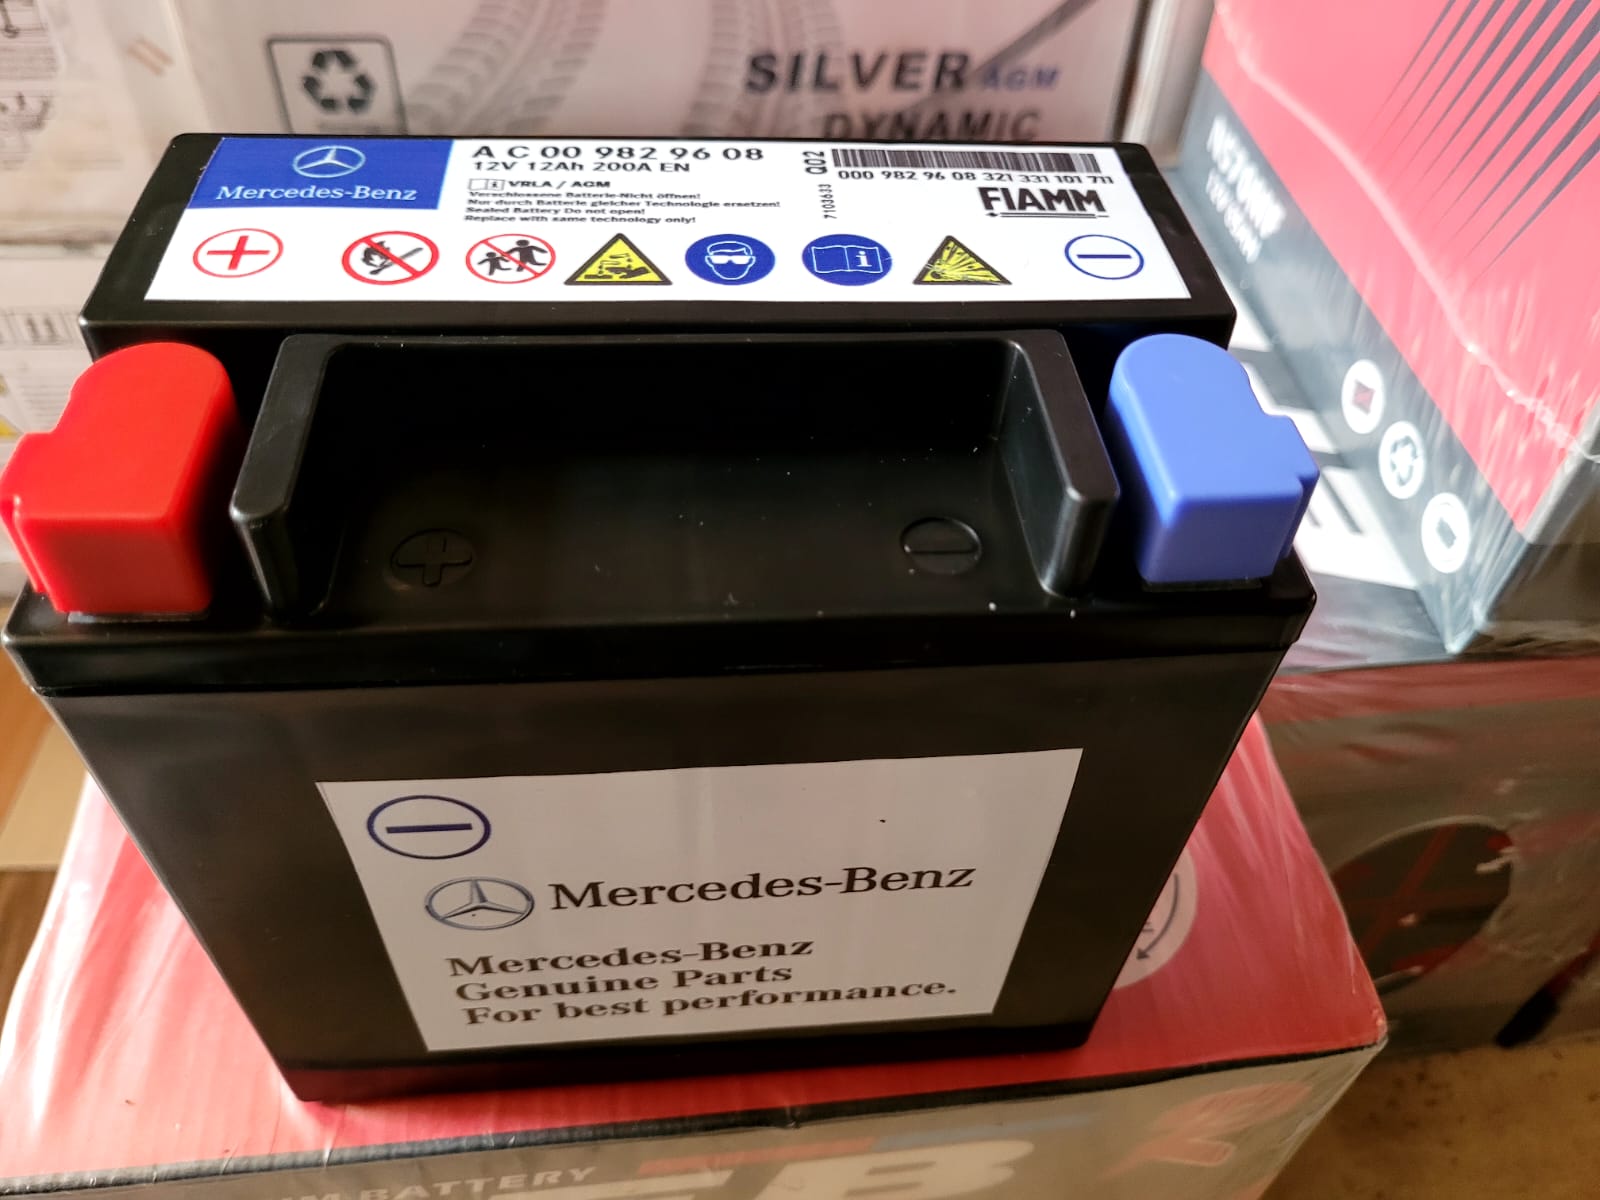 SILVER AGM
DYNAMIC
Mercedes-Benz
A C 00 982 96 08
12V 12Ah 200A EN
i VRLA / AGM
Verschlossene Batterie-Nicht öffnen!
Nur durch Batterie gleicher Technologie ersetzen!
Sealed Battery Do not open!
Replace with same technology only!
Q02
7103633
000 982 96 08 321 331 101 711
FIAMM
i
Mercedes-Benz
Mercedes-Benz
Genuine Parts
For best performance.
BATTERY